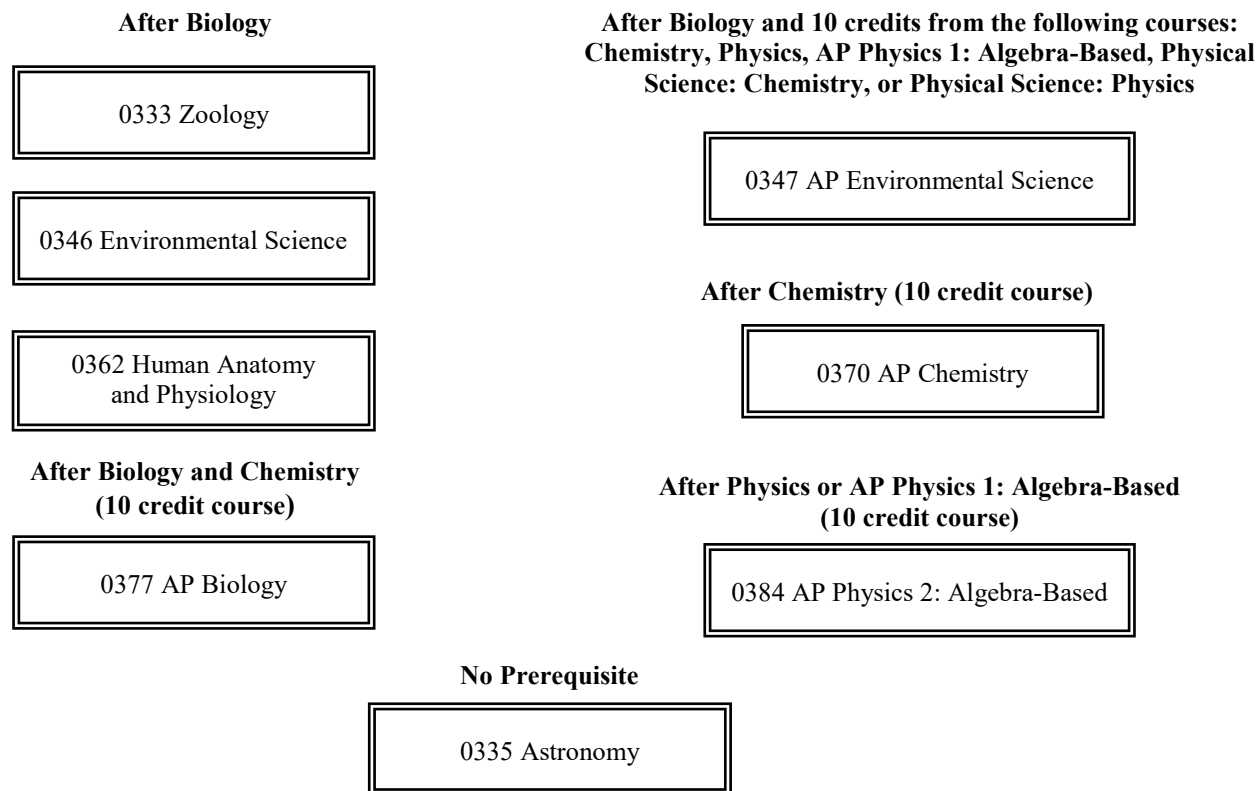 After Biology
0333 Zoology
0346 Environmental Science
0362 Human Anatomy
and Physiology
After Biology and Chemistry
(10 credit course)
0377 AP Biology
After Biology and 10 credits from the following courses:
Chemistry, Physics, AP Physics 1: Algebra-Based, Physical
Science: Chemistry, or Physical Science: Physics
0347 AP Environmental Science
After Chemistry (10 credit course)
0370 AP Chemistry
After Physics or AP Physics 1: Algebra-Based
(10 credit course)
0384 AP Physics 2: Algebra-Based
No Prerequisite
0335 Astronomy